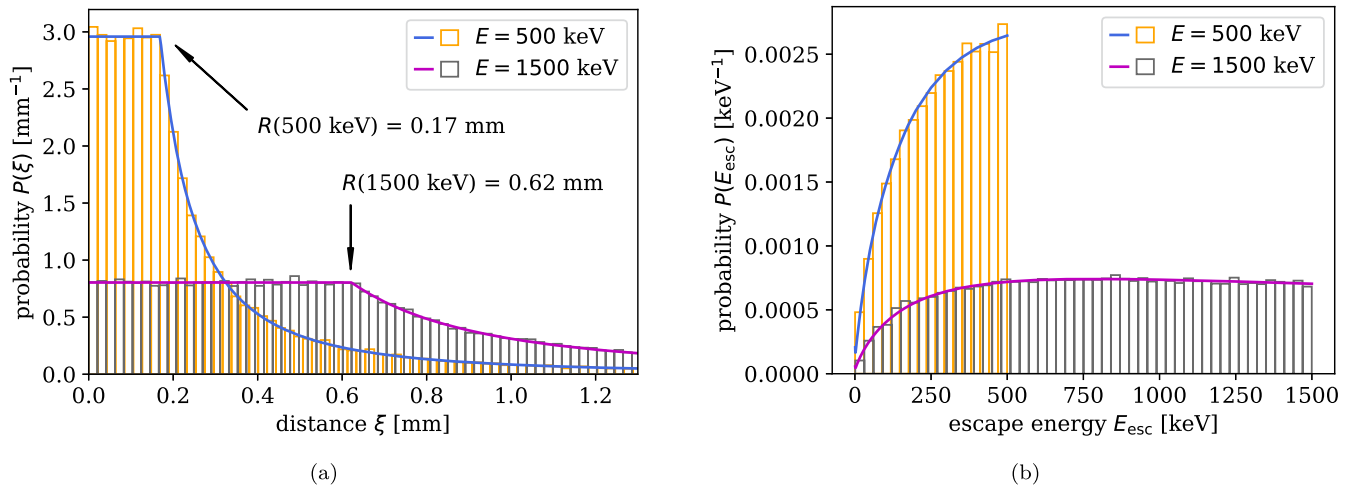 3.0
2.5
2.0
1.5
1.0
0.5
0.0
probability P(ξ) [mm⁻¹]
E = 500 keV
E = 1500 keV
R(500 keV) = 0.17 mm
R(1500 keV) = 0.62 mm
0.0 0.2 0.4 0.6 0.8 1.0 1.2
distance ξ [mm]
(a)
0.0025
0.0020
0.0015
0.0010
0.0005
0.0000
probability P(E_esc) [keV⁻¹]
E = 500 keV
E = 1500 keV
0 250 500 750 1000 1250 1500
escape energy E_esc [keV]
(b)